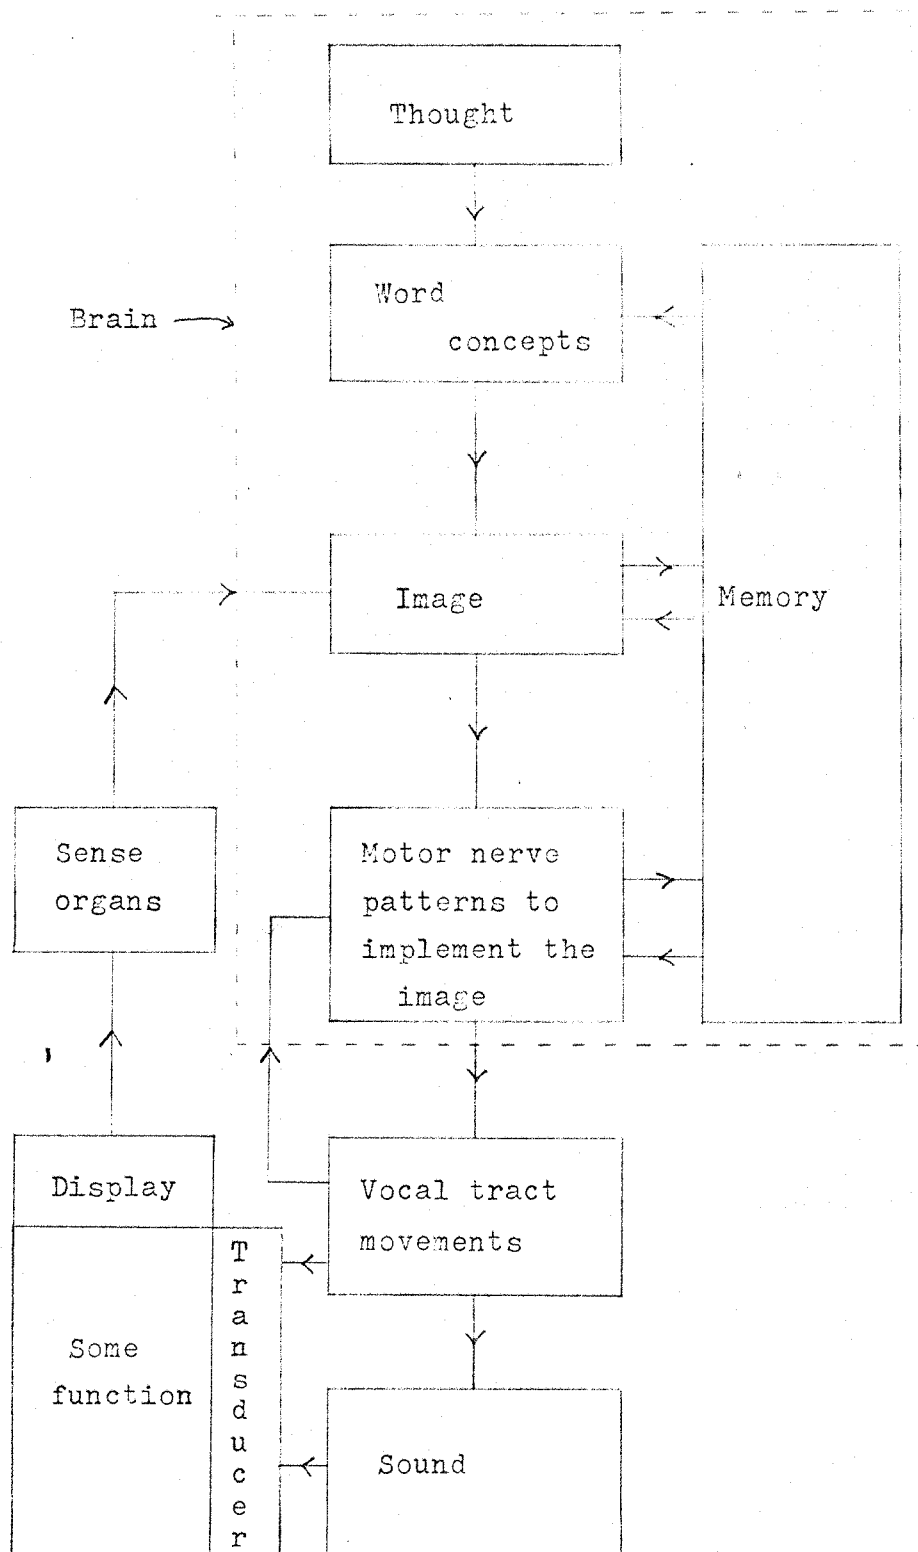 Thought
Word
concepts
Brain
Image
Memory
Sense
organs
Motor nerve
patterns to
implement the
image
Display
Vocal tract
movements
Transducer
Some
function
Sound